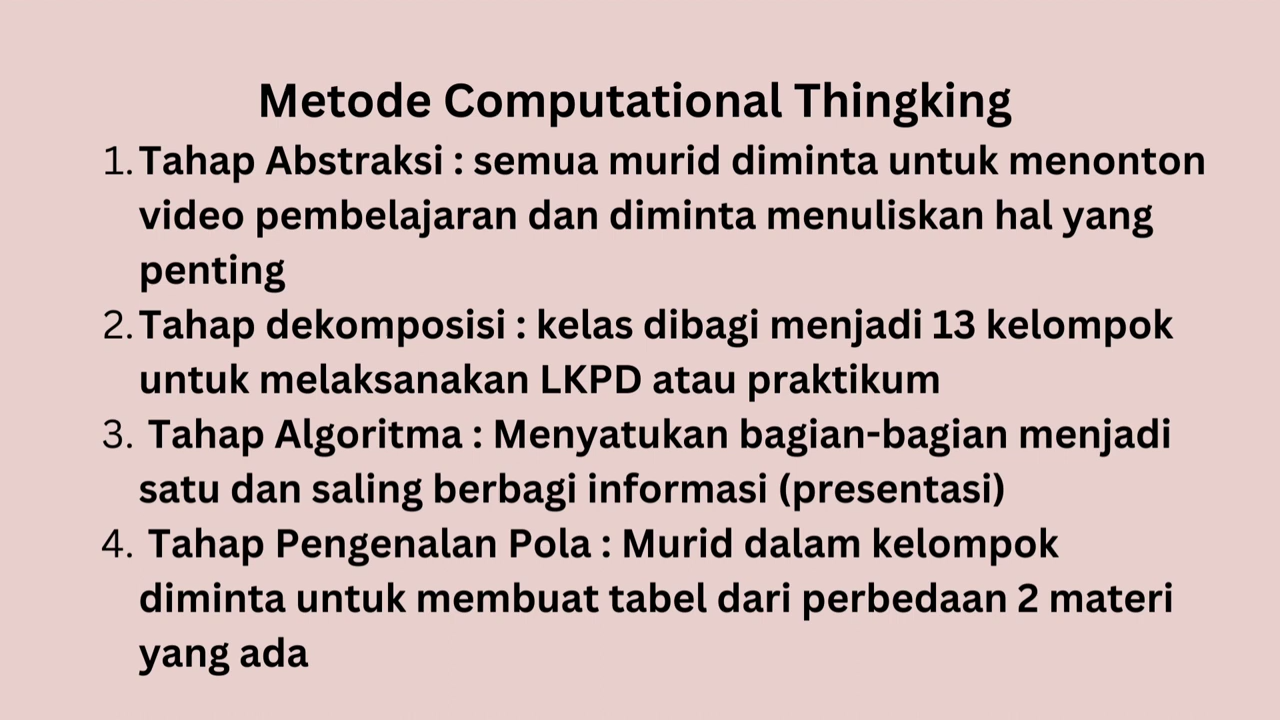 Metode Computational Thingking
1. Tahap Abstraksi : semua murid diminta untuk menonton
video pembelajaran dan diminta menuliskan hal yang
penting
2. Tahap dekomposisi : kelas dibagi menjadi 13 kelompok
untuk melaksanakan LKPD atau praktikum
3. Tahap Algoritma : Menyatukan bagian-bagian menjadi
satu dan saling berbagi informasi (presentasi)
4. Tahap Pengenalan Pola : Murid dalam kelompok
diminta untuk membuat tabel dari perbedaan 2 materi
yang ada